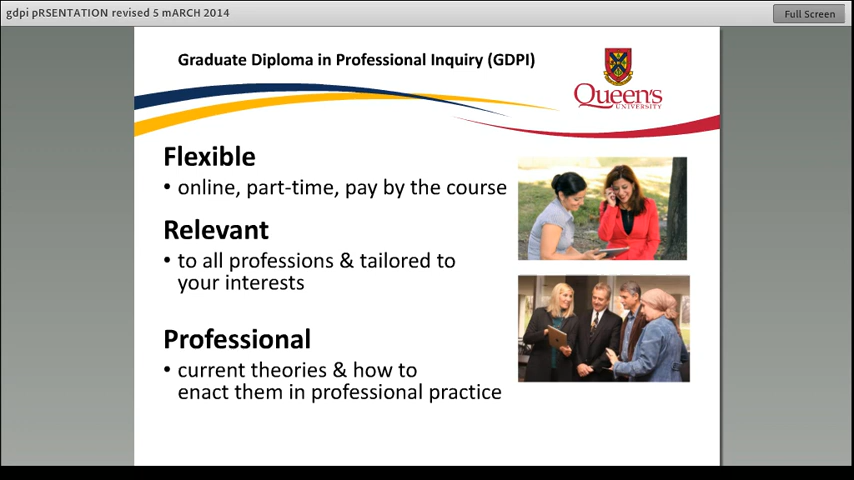 gdpi pRSENTATION revised 5 mARCH 2014
Full Screen
Graduate Diploma in Professional Inquiry (GDPI)
Queen's
UNIVERSITY
Flexible
• online, part-time, pay by the course
Relevant
• to all professions & tailored to
your interests
Professional
• current theories & how to
enact them in professional practice